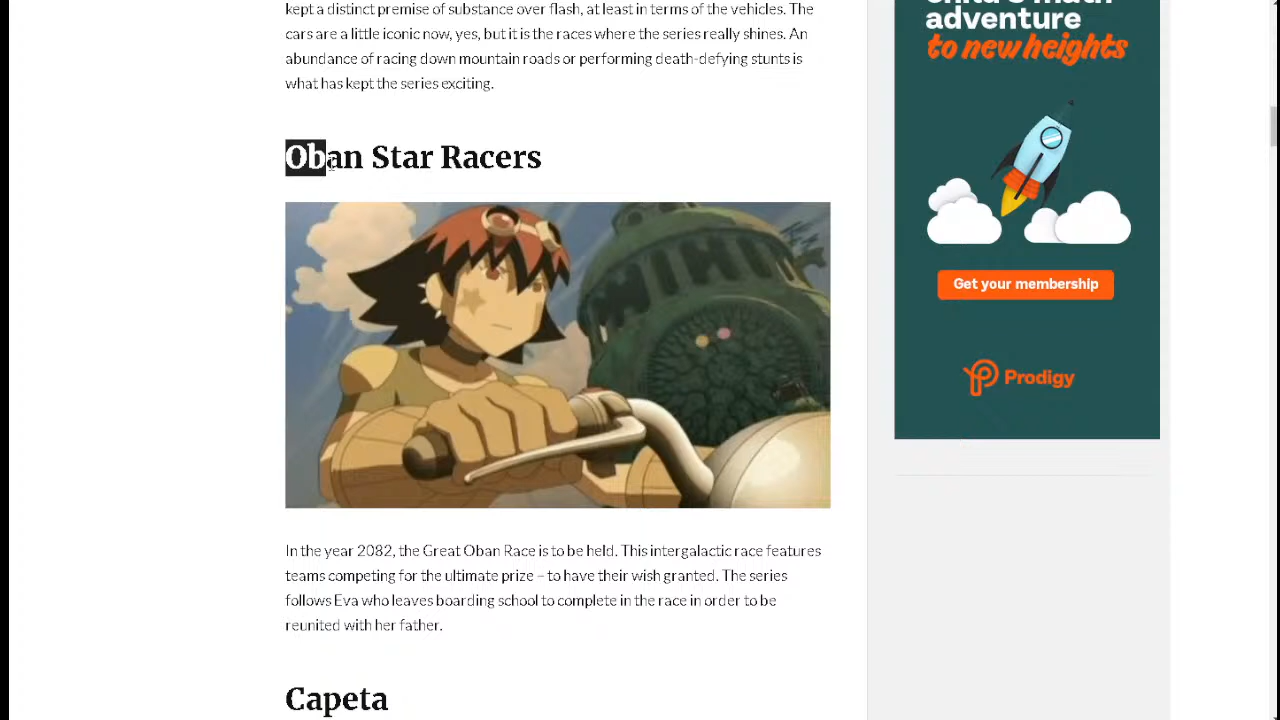 kept a distinct premise of substance over flash, at least in terms of the vehicles. The
cars are a little iconic now, yes, but it is the races where the series really shines. An
abundance of racing down mountain roads or performing death-defying stunts is
what has kept the series exciting.
Oban Star Racers
In the year 2082, the Great Oban Race is to be held. This intergalactic race features
teams competing for the ultimate prize – to have their wish granted. The series
follows Eva who leaves boarding school to complete in the race in order to be
reunited with her father.
Capeta
child's math
adventure
to new heights
Get your membership
Prodigy